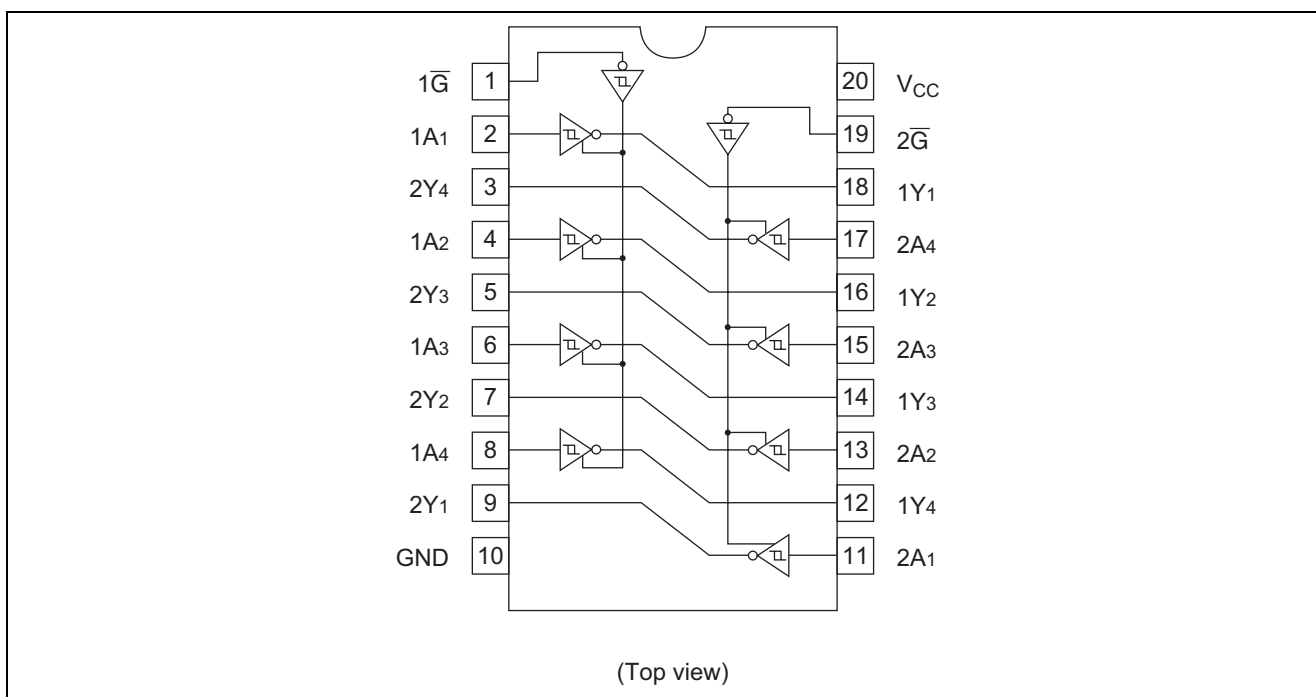 1G̅ 1 20 VCC
1A1 2 19 2G̅
2Y4 3 18 1Y1
1A2 4 17 2A4
2Y3 5 16 1Y2
1A3 6 15 2A3
2Y2 7 14 1Y3
1A4 8 13 2A2
2Y1 9 12 1Y4
GND 10 11 2A1
(Top view)